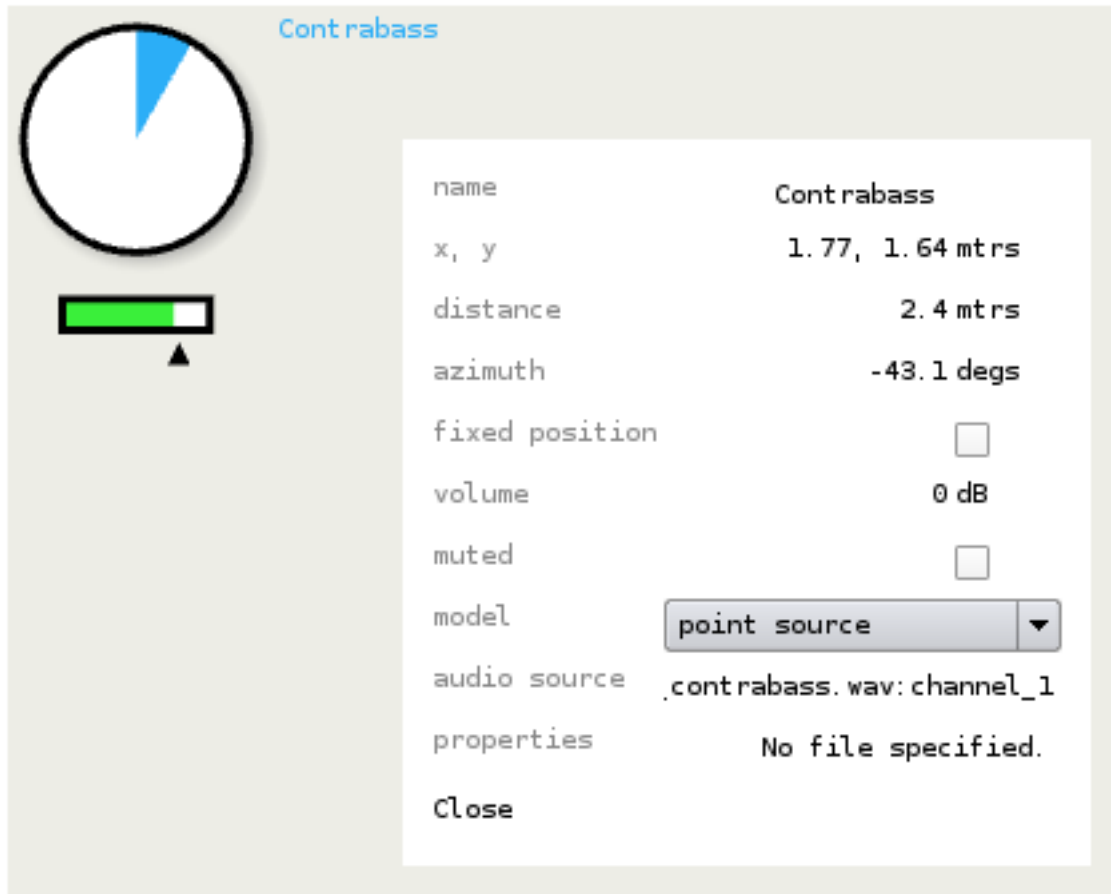 Contrabass
name Contrabass
x, y 1.77, 1.64 mtrs
distance 2.4 mtrs
azimuth -43.1 degs
fixed position
volume 0 dB
muted
model point source
audio source contrabass.wav:channel_1
properties No file specified.
Close